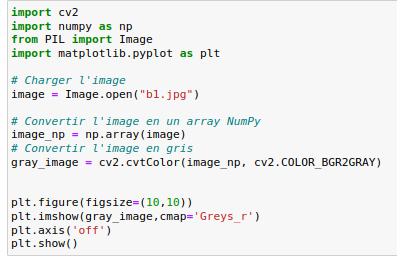 import cv2
import numpy as np
from PIL import Image
import matplotlib.pyplot as plt
# Charger l'image
image = Image.open("b1.jpg")
# Convertir l'image en un array NumPy
image_np = np.array(image)
# Convertir l'image en gris
gray_image = cv2.cvtColor(image_np, cv2.COLOR_BGR2GRAY)
plt.figure(figsize=(10,10))
plt.imshow(gray_image,cmap='Greys_r')
plt.axis('off')
plt.show()